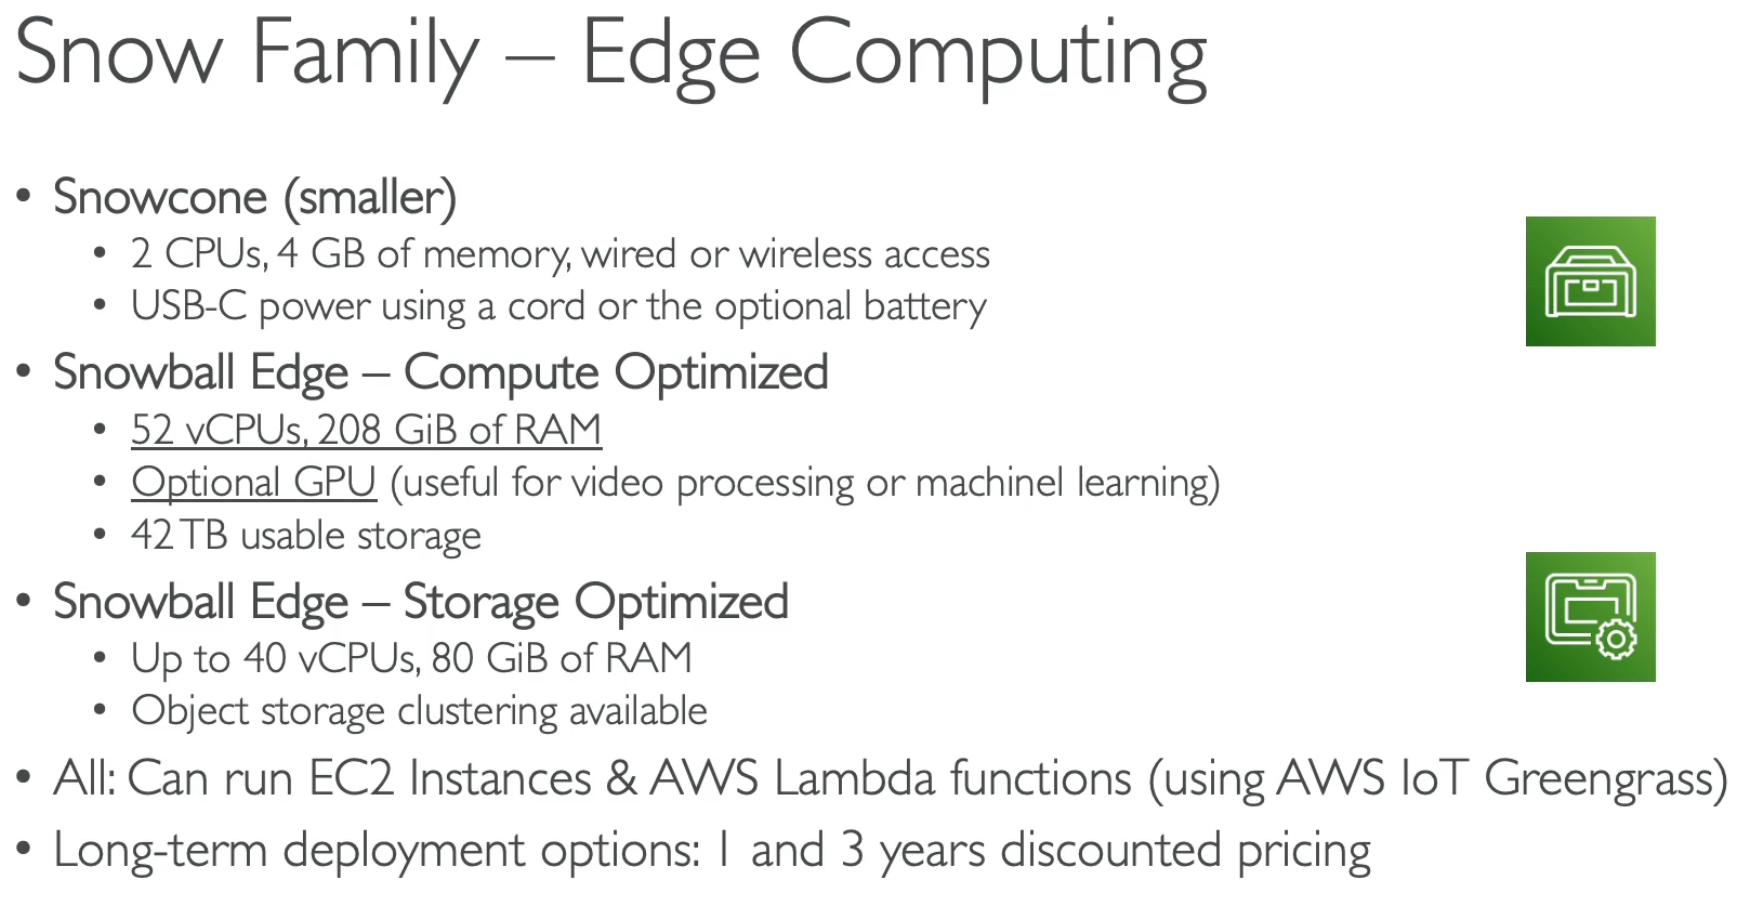 Snow Family – Edge Computing
• Snowcone (smaller)
• 2 CPUs, 4 GB of memory, wired or wireless access
• USB-C power using a cord or the optional battery
• Snowball Edge – Compute Optimized
• 52 vCPUs, 208 GiB of RAM
• Optional GPU (useful for video processing or machinel learning)
• 42 TB usable storage
• Snowball Edge – Storage Optimized
• Up to 40 vCPUs, 80 GiB of RAM
• Object storage clustering available
• All: Can run EC2 Instances & AWS Lambda functions (using AWS IoT Greengrass)
• Long-term deployment options: 1 and 3 years discounted pricing